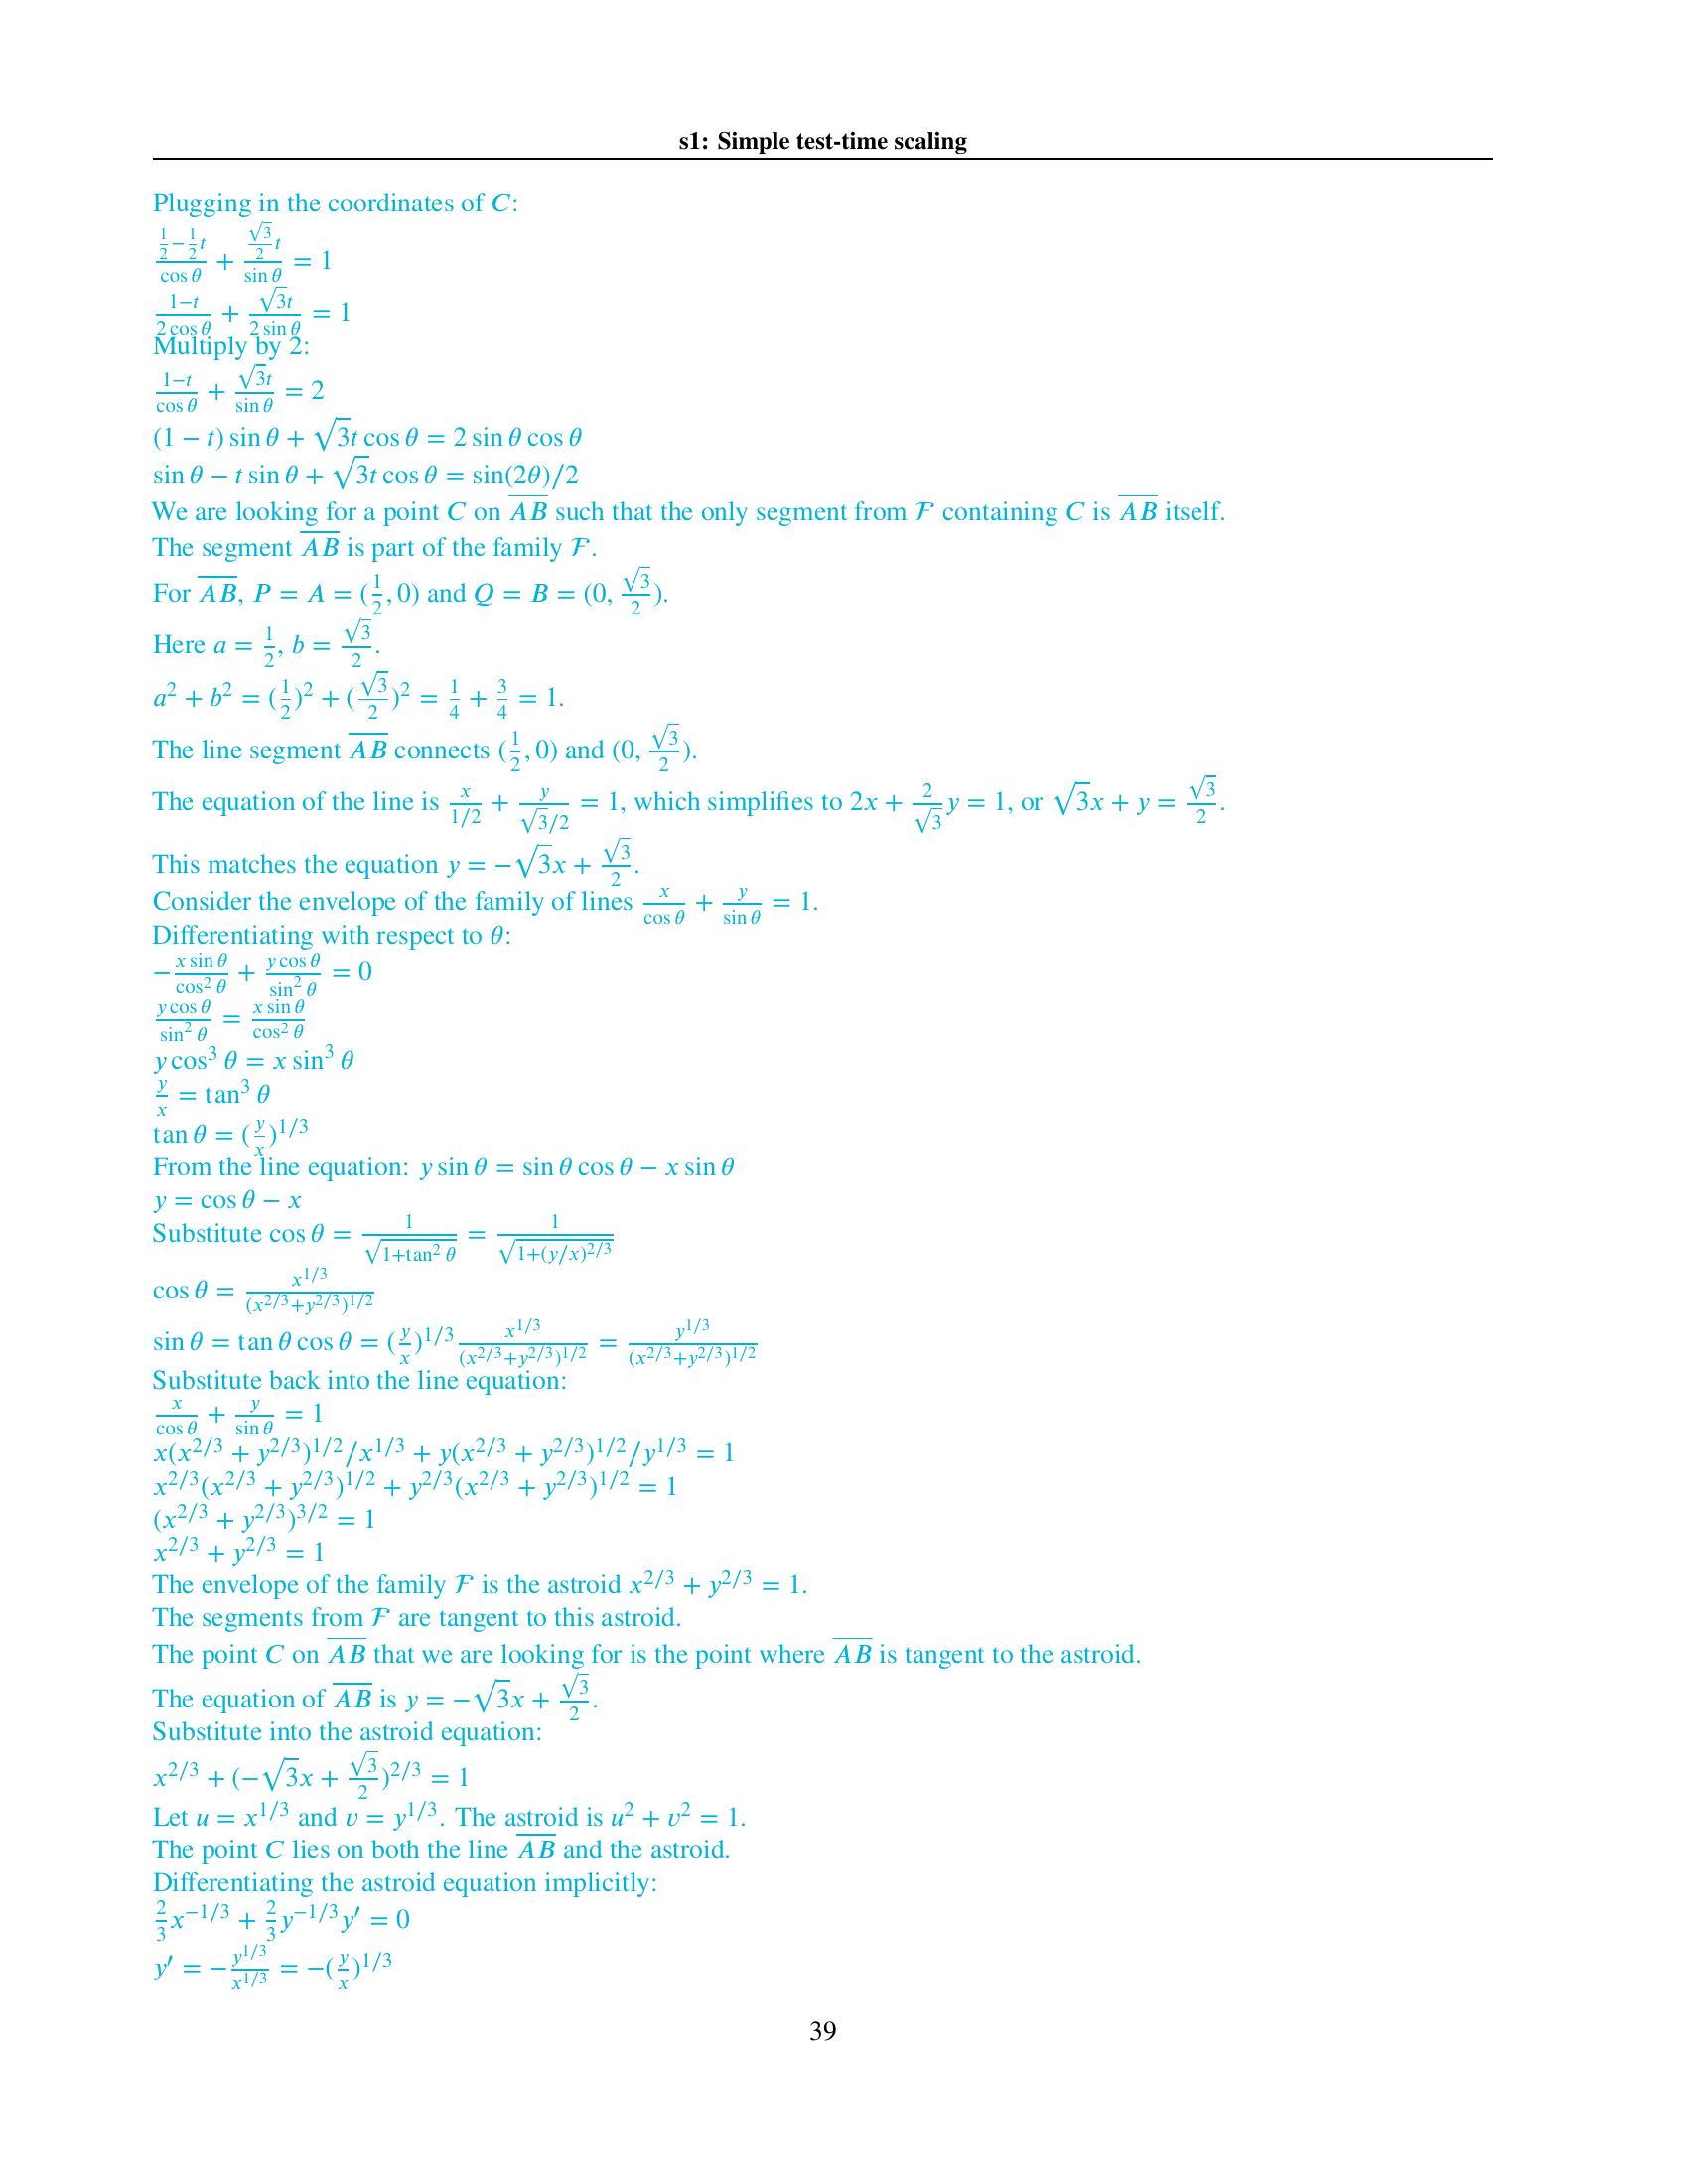 s1: Simple test-time scaling
Plugging in the coordinates of $C$:
$\frac{\frac{1}{2}-\frac{1}{2}t}{\cos\theta} + \frac{\frac{\sqrt{3}}{2}t}{\sin\theta} = 1$
$\frac{1-t}{2\cos\theta} + \frac{\sqrt{3}t}{2\sin\theta} = 1$
Multiply by 2:
$\frac{1-t}{\cos\theta} + \frac{\sqrt{3}t}{\sin\theta} = 2$
$(1-t)\sin\theta + \sqrt{3}t\cos\theta = 2\sin\theta\cos\theta$
$\sin\theta - t\sin\theta + \sqrt{3}t\cos\theta = \sin(2\theta)/2$
We are looking for a point $C$ on $\overline{AB}$ such that the only segment from $\mathcal{F}$ containing $C$ is $\overline{AB}$ itself.
The segment $\overline{AB}$ is part of the family $\mathcal{F}$.
For $\overline{AB}$, $P = A = (\frac{1}{2}, 0)$ and $Q = B = (0, \frac{\sqrt{3}}{2})$.
Here $a = \frac{1}{2}$, $b = \frac{\sqrt{3}}{2}$.
$a^2 + b^2 = (\frac{1}{2})^2 + (\frac{\sqrt{3}}{2})^2 = \frac{1}{4} + \frac{3}{4} = 1$.
The line segment $\overline{AB}$ connects $(\frac{1}{2}, 0)$ and $(0, \frac{\sqrt{3}}{2})$.
The equation of the line is $\frac{x}{1/2} + \frac{y}{\sqrt{3}/2} = 1$, which simplifies to $2x + \frac{2}{\sqrt{3}}y = 1$, or $\sqrt{3}x + y = \frac{\sqrt{3}}{2}$.
This matches the equation $y = -\sqrt{3}x + \frac{\sqrt{3}}{2}$.
Consider the envelope of the family of lines $\frac{x}{\cos\theta} + \frac{y}{\sin\theta} = 1$.
Differentiating with respect to $\theta$:
$-\frac{x\sin\theta}{\cos^2\theta} + \frac{y\cos\theta}{\sin^2\theta} = 0$
$\frac{y\cos\theta}{\sin^2\theta} = \frac{x\sin\theta}{\cos^2\theta}$
$y\cos^3\theta = x\sin^3\theta$
$\frac{y}{x} = \tan^3\theta$
$\tan\theta = (\frac{y}{x})^{1/3}$
From the line equation: $y\sin\theta = \sin\theta\cos\theta - x\sin\theta$
$y = \cos\theta - x$
Substitute $\cos\theta = \frac{1}{\sqrt{1+\tan^2\theta}} = \frac{1}{\sqrt{1+(y/x)^{2/3}}}$
$\cos\theta = \frac{x^{1/3}}{(x^{2/3}+y^{2/3})^{1/2}}$
$\sin\theta = \tan\theta\cos\theta = (\frac{y}{x})^{1/3}\frac{x^{1/3}}{(x^{2/3}+y^{2/3})^{1/2}} = \frac{y^{1/3}}{(x^{2/3}+y^{2/3})^{1/2}}$
Substitute back into the line equation:
$\frac{x}{\cos\theta} + \frac{y}{\sin\theta} = 1$
$x(x^{2/3} + y^{2/3})^{1/2}/x^{1/3} + y(x^{2/3} + y^{2/3})^{1/2}/y^{1/3} = 1$
$x^{2/3}(x^{2/3} + y^{2/3})^{1/2} + y^{2/3}(x^{2/3} + y^{2/3})^{1/2} = 1$
$(x^{2/3} + y^{2/3})^{3/2} = 1$
$x^{2/3} + y^{2/3} = 1$
The envelope of the family $\mathcal{F}$ is the astroid $x^{2/3} + y^{2/3} = 1$.
The segments from $\mathcal{F}$ are tangent to this astroid.
The point $C$ on $\overline{AB}$ that we are looking for is the point where $\overline{AB}$ is tangent to the astroid.
The equation of $\overline{AB}$ is $y = -\sqrt{3}x + \frac{\sqrt{3}}{2}$.
Substitute into the astroid equation:
$x^{2/3} + (-\sqrt{3}x + \frac{\sqrt{3}}{2})^{2/3} = 1$
Let $u = x^{1/3}$ and $v = y^{1/3}$. The astroid is $u^2 + v^2 = 1$.
The point $C$ lies on both the line $\overline{AB}$ and the astroid.
Differentiating the astroid equation implicitly:
$\frac{2}{3}x^{-1/3} + \frac{2}{3}y^{-1/3}y' = 0$
$y' = -\frac{y^{1/3}}{x^{1/3}} = -(\frac{y}{x})^{1/3}$
39